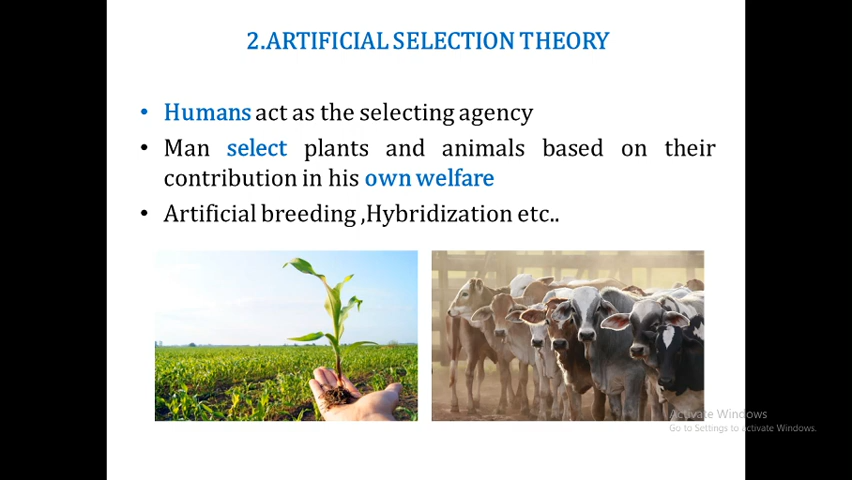 2.ARTIFICIAL SELECTION THEORY
• Humans act as the selecting agency
• Man select plants and animals based on their
contribution in his own welfare
• Artificial breeding ,Hybridization etc..
Activate Windows
Go to Settings to activate Windows.